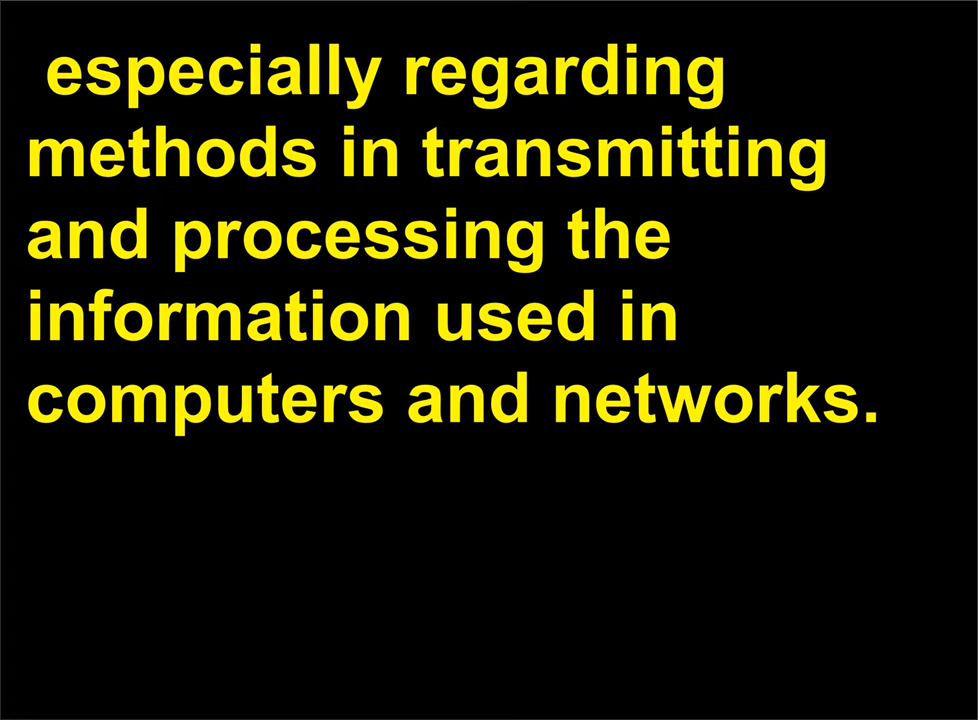 especially regarding
methods in transmitting
and processing the
information used in
computers and networks.